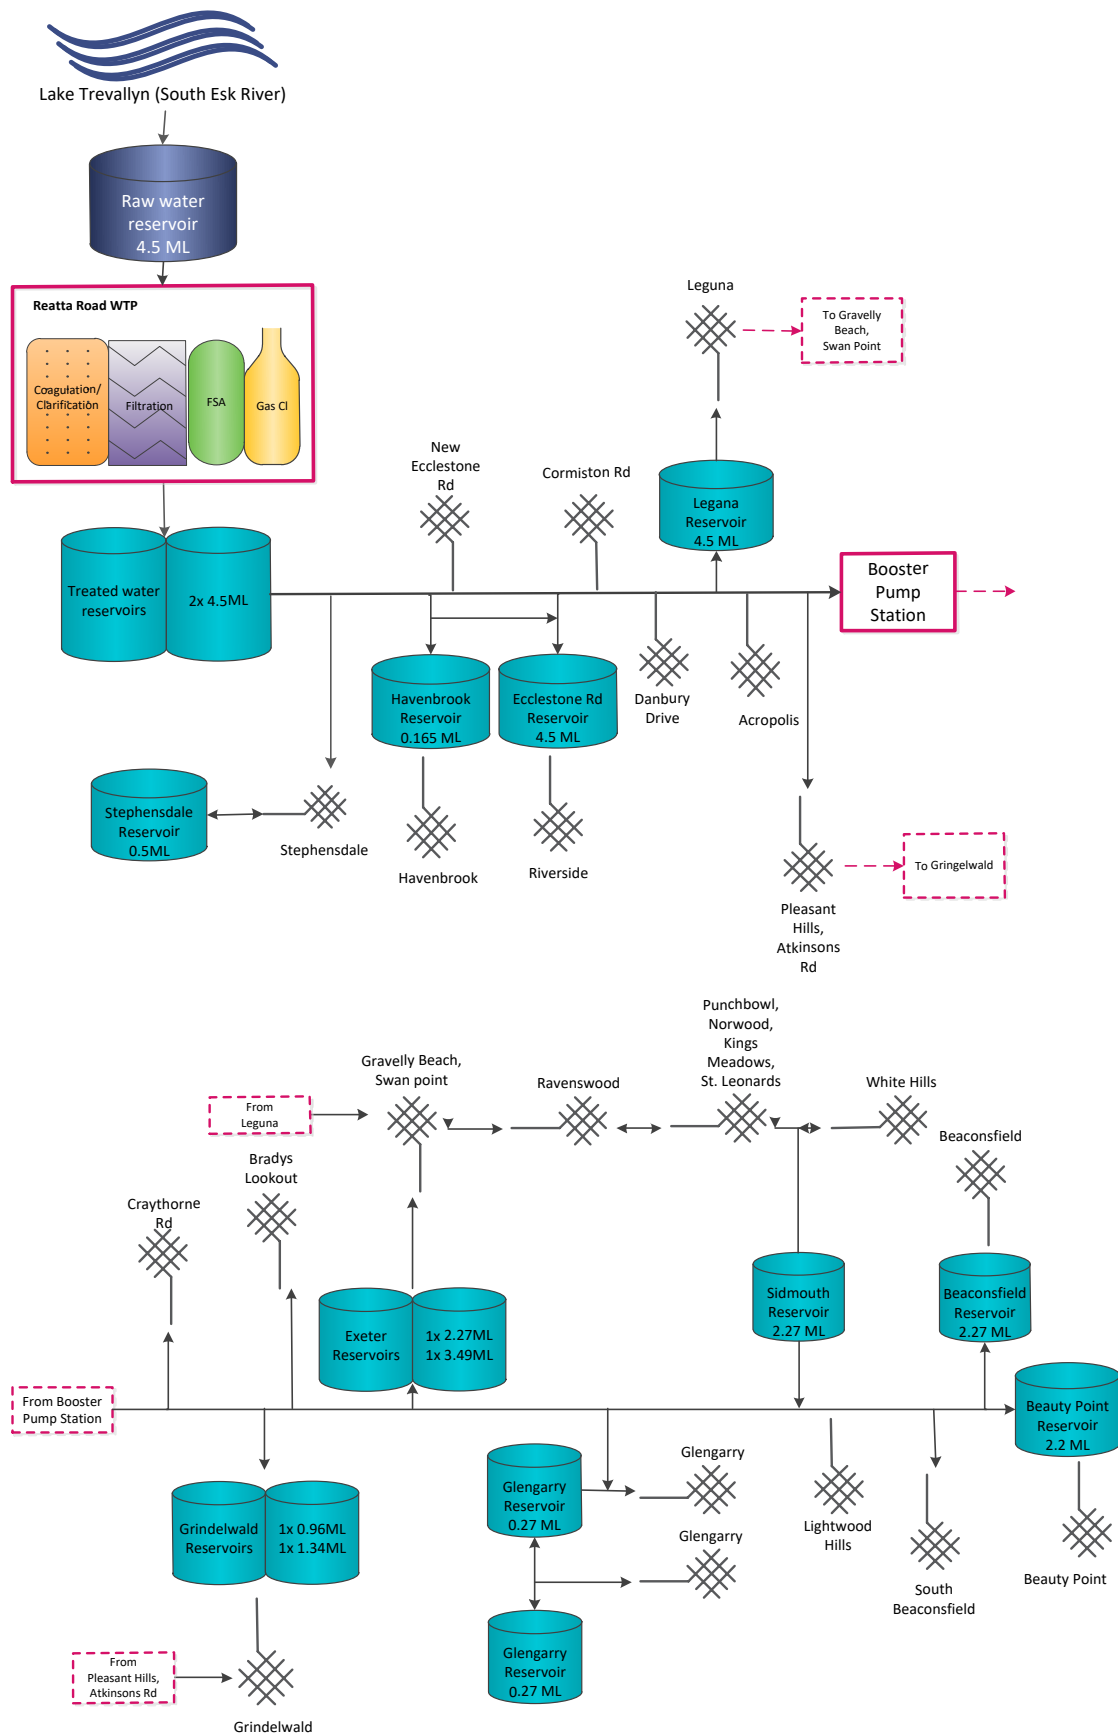 Lake Trevallyn (South Esk River)
Raw water
reservoir
4.5 ML
Reatta Road WTP
Coagulation/
Clarification
Filtration
FSA
Gas Cl
Treated water
reservoirs
2x 4.5ML
New
Ecclestone
Rd
Cormiston Rd
Leguna
To Gravelly
Beach,
Swan Point
Legana
Reservoir
4.5 ML
Booster
Pump
Station
Havenbrook
Reservoir
0.165 ML
Ecclestone Rd
Reservoir
4.5 ML
Danbury
Drive
Acropolis
Stephensdale
Reservoir
0.5ML
Stephensdale
Havenbrook
Riverside
Pleasant
Hills,
Atkinsons
Rd
To Gringelwald
Punchbowl,
Norwood,
Kings
Meadows,
St. Leonards
Gravelly Beach,
Swan point
Ravenswood
White Hills
From
Leguna
Beaconsfield
Bradys
Lookout
Craythorne
Rd
Exeter
Reservoirs
1x 2.27ML
1x 3.49ML
Sidmouth
Reservoir
2.27 ML
Beaconsfield
Reservoir
2.27 ML
From Booster
Pump Station
Beauty Point
Reservoir
2.2 ML
Grindelwald
Reservoirs
1x 0.96ML
1x 1.34ML
Glengarry
Reservoir
0.27 ML
Glengarry
Glengarry
Lightwood
Hills
South
Beaconsfield
Beauty Point
Glengarry
Reservoir
0.27 ML
From
Pleasant Hills,
Atkinsons Rd
Grindelwald